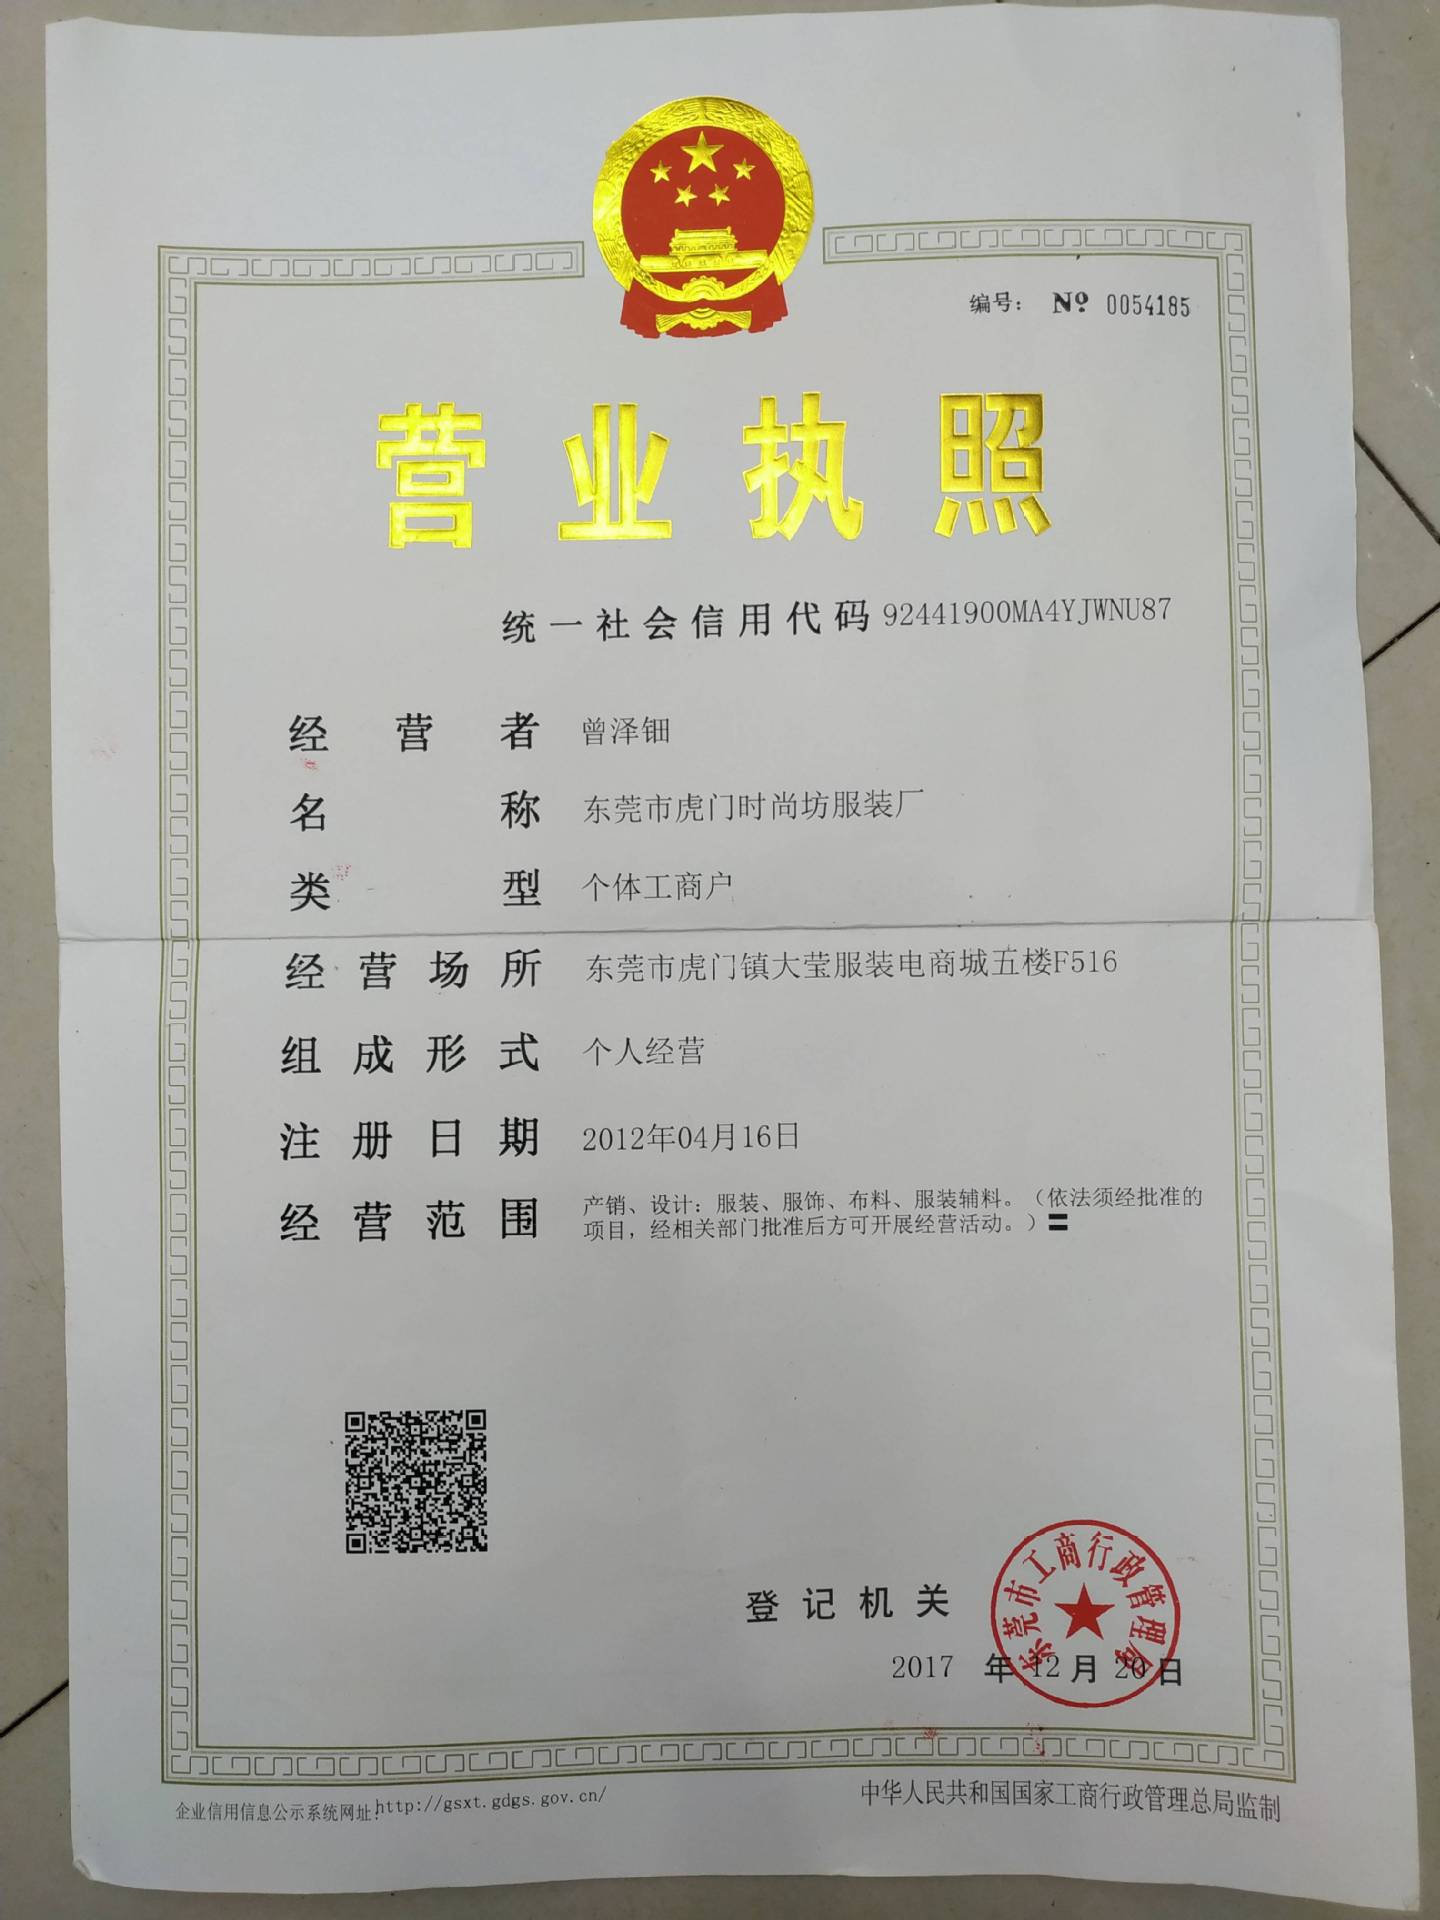 编号： № 0054185
营业执照
统一社会信用代码 92441900MA4YJWNU87
经营者 曾泽钿
名称 东莞市虎门时尚坊服装厂
类型 个体工商户
经营场所 东莞市虎门镇大莹服装电商城五楼F516
组成形式 个人经营
注册日期 2012年04月16日
经营范围 产销、设计：服装、服饰、布料、服装辅料。（依法须经批准的
项目，经相关部门批准后方可开展经营活动。）〓
东莞市工商行政管理局
登记机关
2017 年 12 月 20 日
企业信用信息公示系统网址：http://gsxt.gdgs.gov.cn/
中华人民共和国国家工商行政管理总局监制